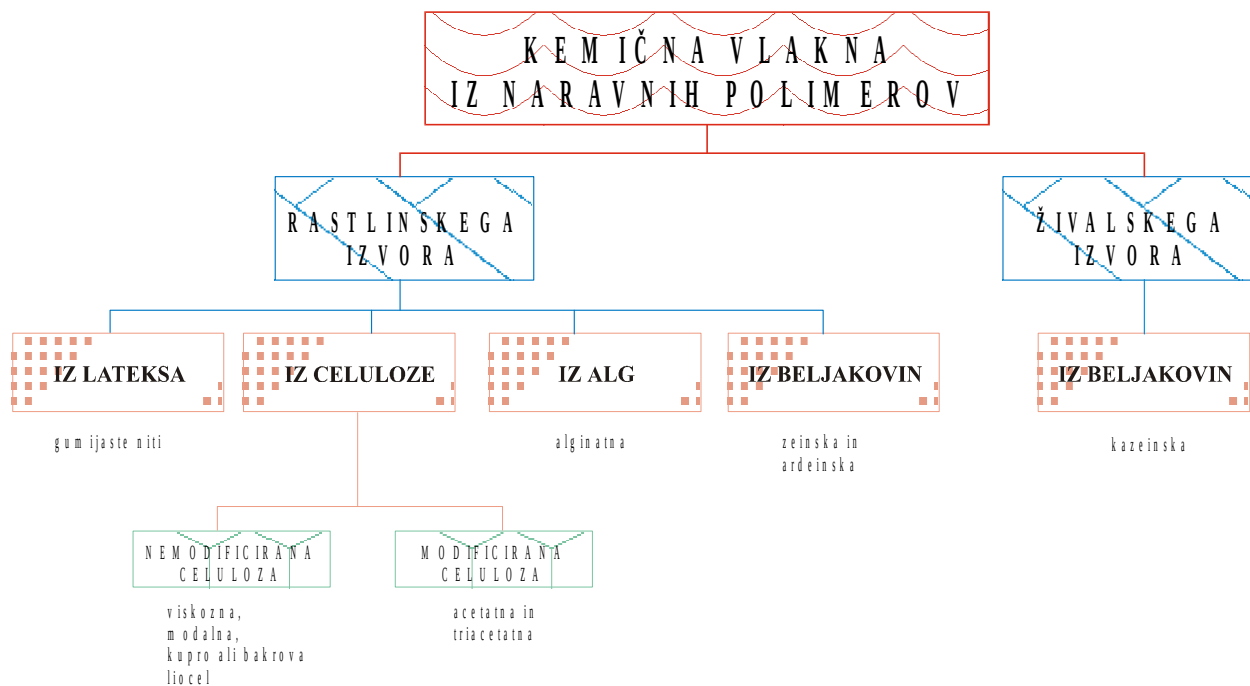 KEMIČNA VLAKNA
IZ NARAVNIH POLIMEROV
RASTLINSKEGA
IZVORA
ŽIVALSKEGA
IZVORA
IZ LATEKSA
IZ CELULOZE
IZ ALG
IZ BELJAKOVIN
IZ BELJAKOVIN
gumijaste niti
alginatna
zeinska in
ardeinska
kazeinska
NEMODIFICIRANA
CELULOZA
MODIFICIRANA
CELULOZA
viskozna,
modalna,
kupro ali bakrova
liocel
acetatna in
triacetatna